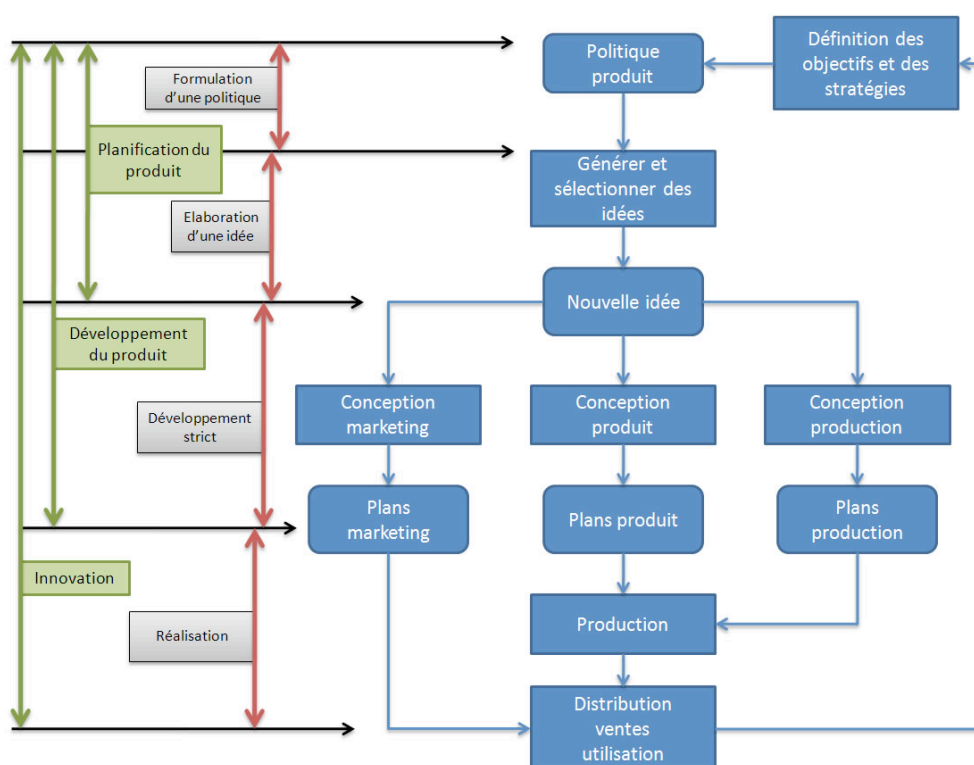 Politique
produit
Définition des
objectifs et des
stratégies
Formulation
d'une politique
Planification du
produit
Générer et
sélectionner des
idées
Elaboration
d'une idée
Nouvelle idée
Développement
du produit
Développement
strict
Conception
marketing
Conception
produit
Conception
production
Plans
marketing
Plans produit
Plans
production
Innovation
Réalisation
Production
Distribution
ventes
utilisation